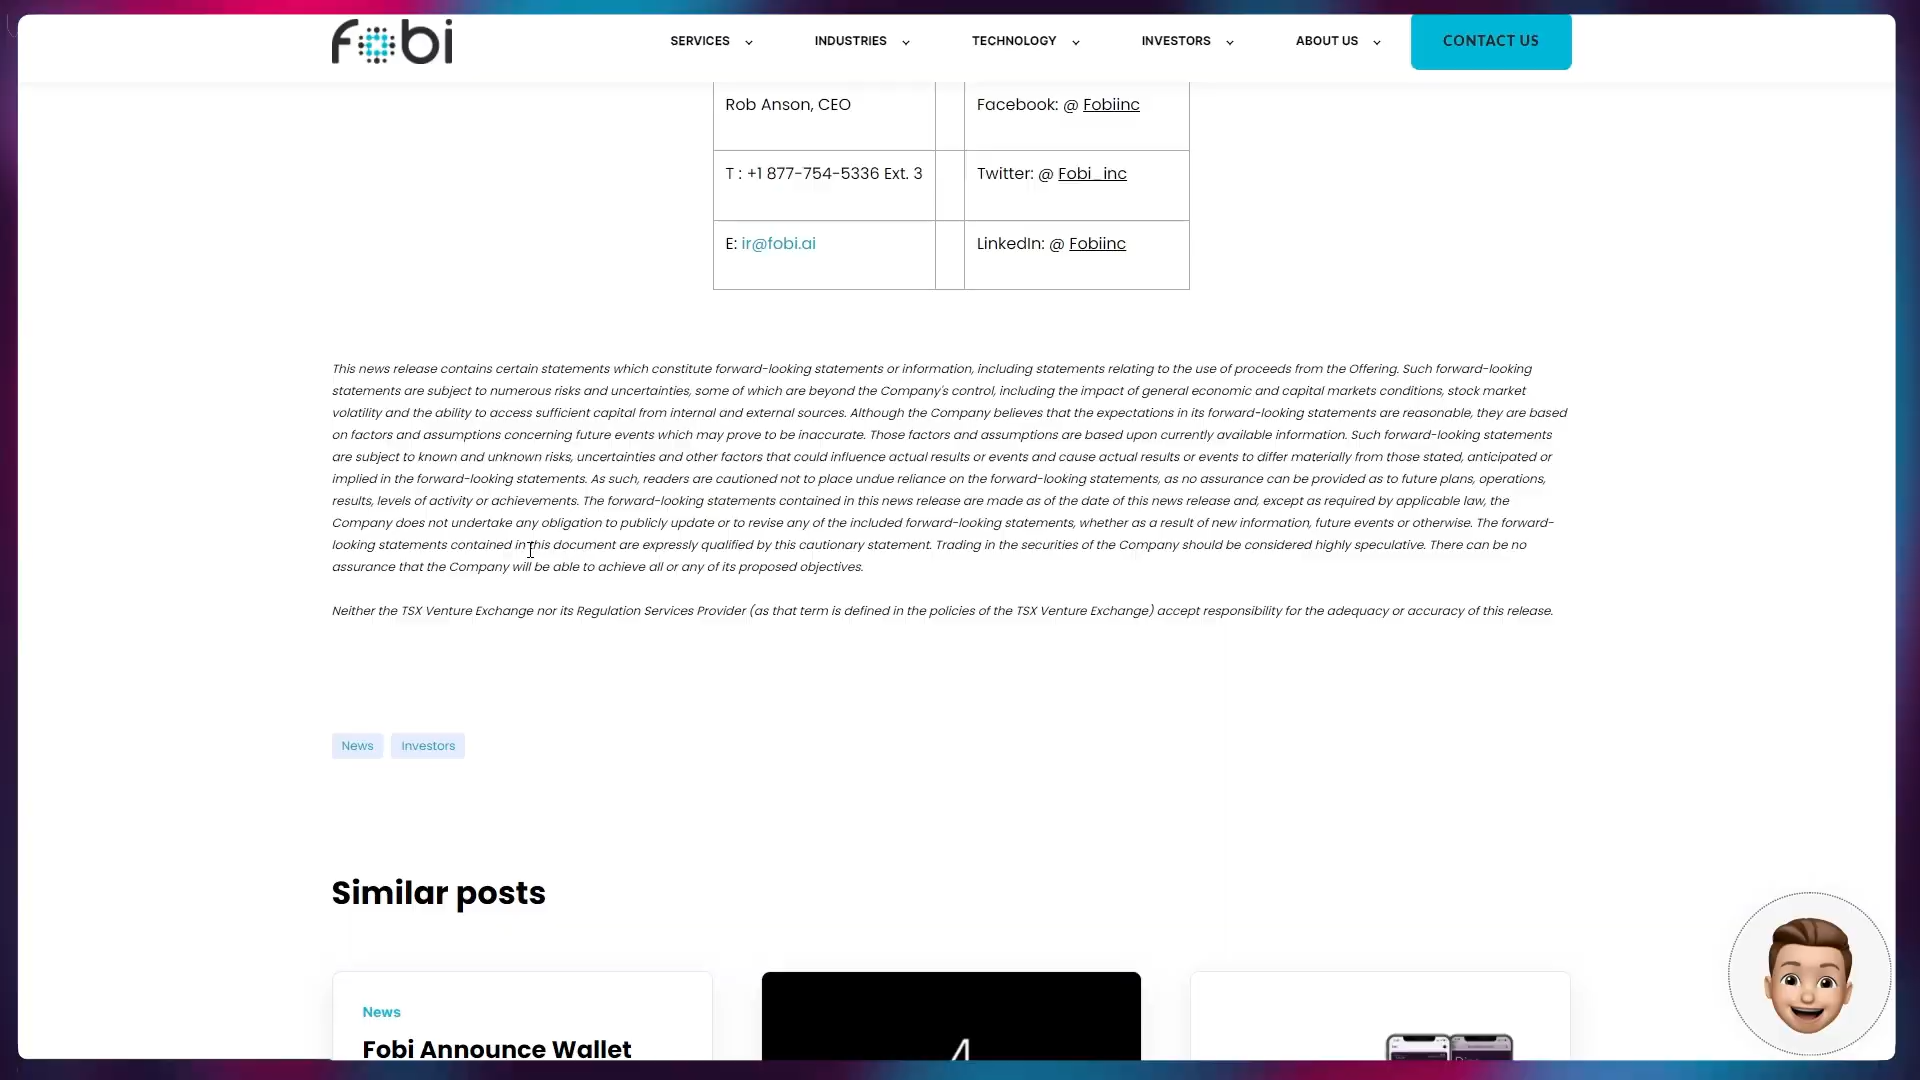 fobi
SERVICES INDUSTRIES TECHNOLOGY INVESTORS ABOUT US CONTACT US
Rob Anson, CEO Facebook: @ Fobiinc
T : +1 877-754-5336 Ext. 3 Twitter: @ Fobi_inc
E: ir@fobi.ai LinkedIn: @ Fobiinc
This news release contains certain statements which constitute forward-looking statements or information, including statements relating to the use of proceeds from the Offering. Such forward-looking
statements are subject to numerous risks and uncertainties, some of which are beyond the Company's control, including the impact of general economic and capital markets conditions, stock market
volatility and the ability to access sufficient capital from internal and external sources. Although the Company believes that the expectations in its forward-looking statements are reasonable, they are based
on factors and assumptions concerning future events which may prove to be inaccurate. Those factors and assumptions are based upon currently available information. Such forward-looking statements
are subject to known and unknown risks, uncertainties and other factors that could influence actual results or events and cause actual results or events to differ materially from those stated, anticipated or
implied in the forward-looking statements. As such, readers are cautioned not to place undue reliance on the forward-looking statements, as no assurance can be provided as to future plans, operations,
results, levels of activity or achievements. The forward-looking statements contained in this news release are made as of the date of this news release and, except as required by applicable law, the
Company does not undertake any obligation to publicly update or to revise any of the included forward-looking statements, whether as a result of new information, future events or otherwise. The forward-
looking statements contained in this document are expressly qualified by this cautionary statement. Trading in the securities of the Company should be considered highly speculative. There can be no
assurance that the Company will be able to achieve all or any of its proposed objectives.
Neither the TSX Venture Exchange nor its Regulation Services Provider (as that term is defined in the policies of the TSX Venture Exchange) accept responsibility for the adequacy or accuracy of this release.
News Investors
Similar posts
News
Fobi Announce Wallet